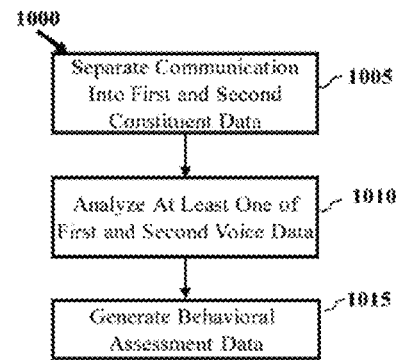 1000
Separate Communication
Into First and Second
Constituent Data
1005
Analyze At Least One of
First and Second Voice Data
1010
Generate Behavioral
Assessment Data
1015